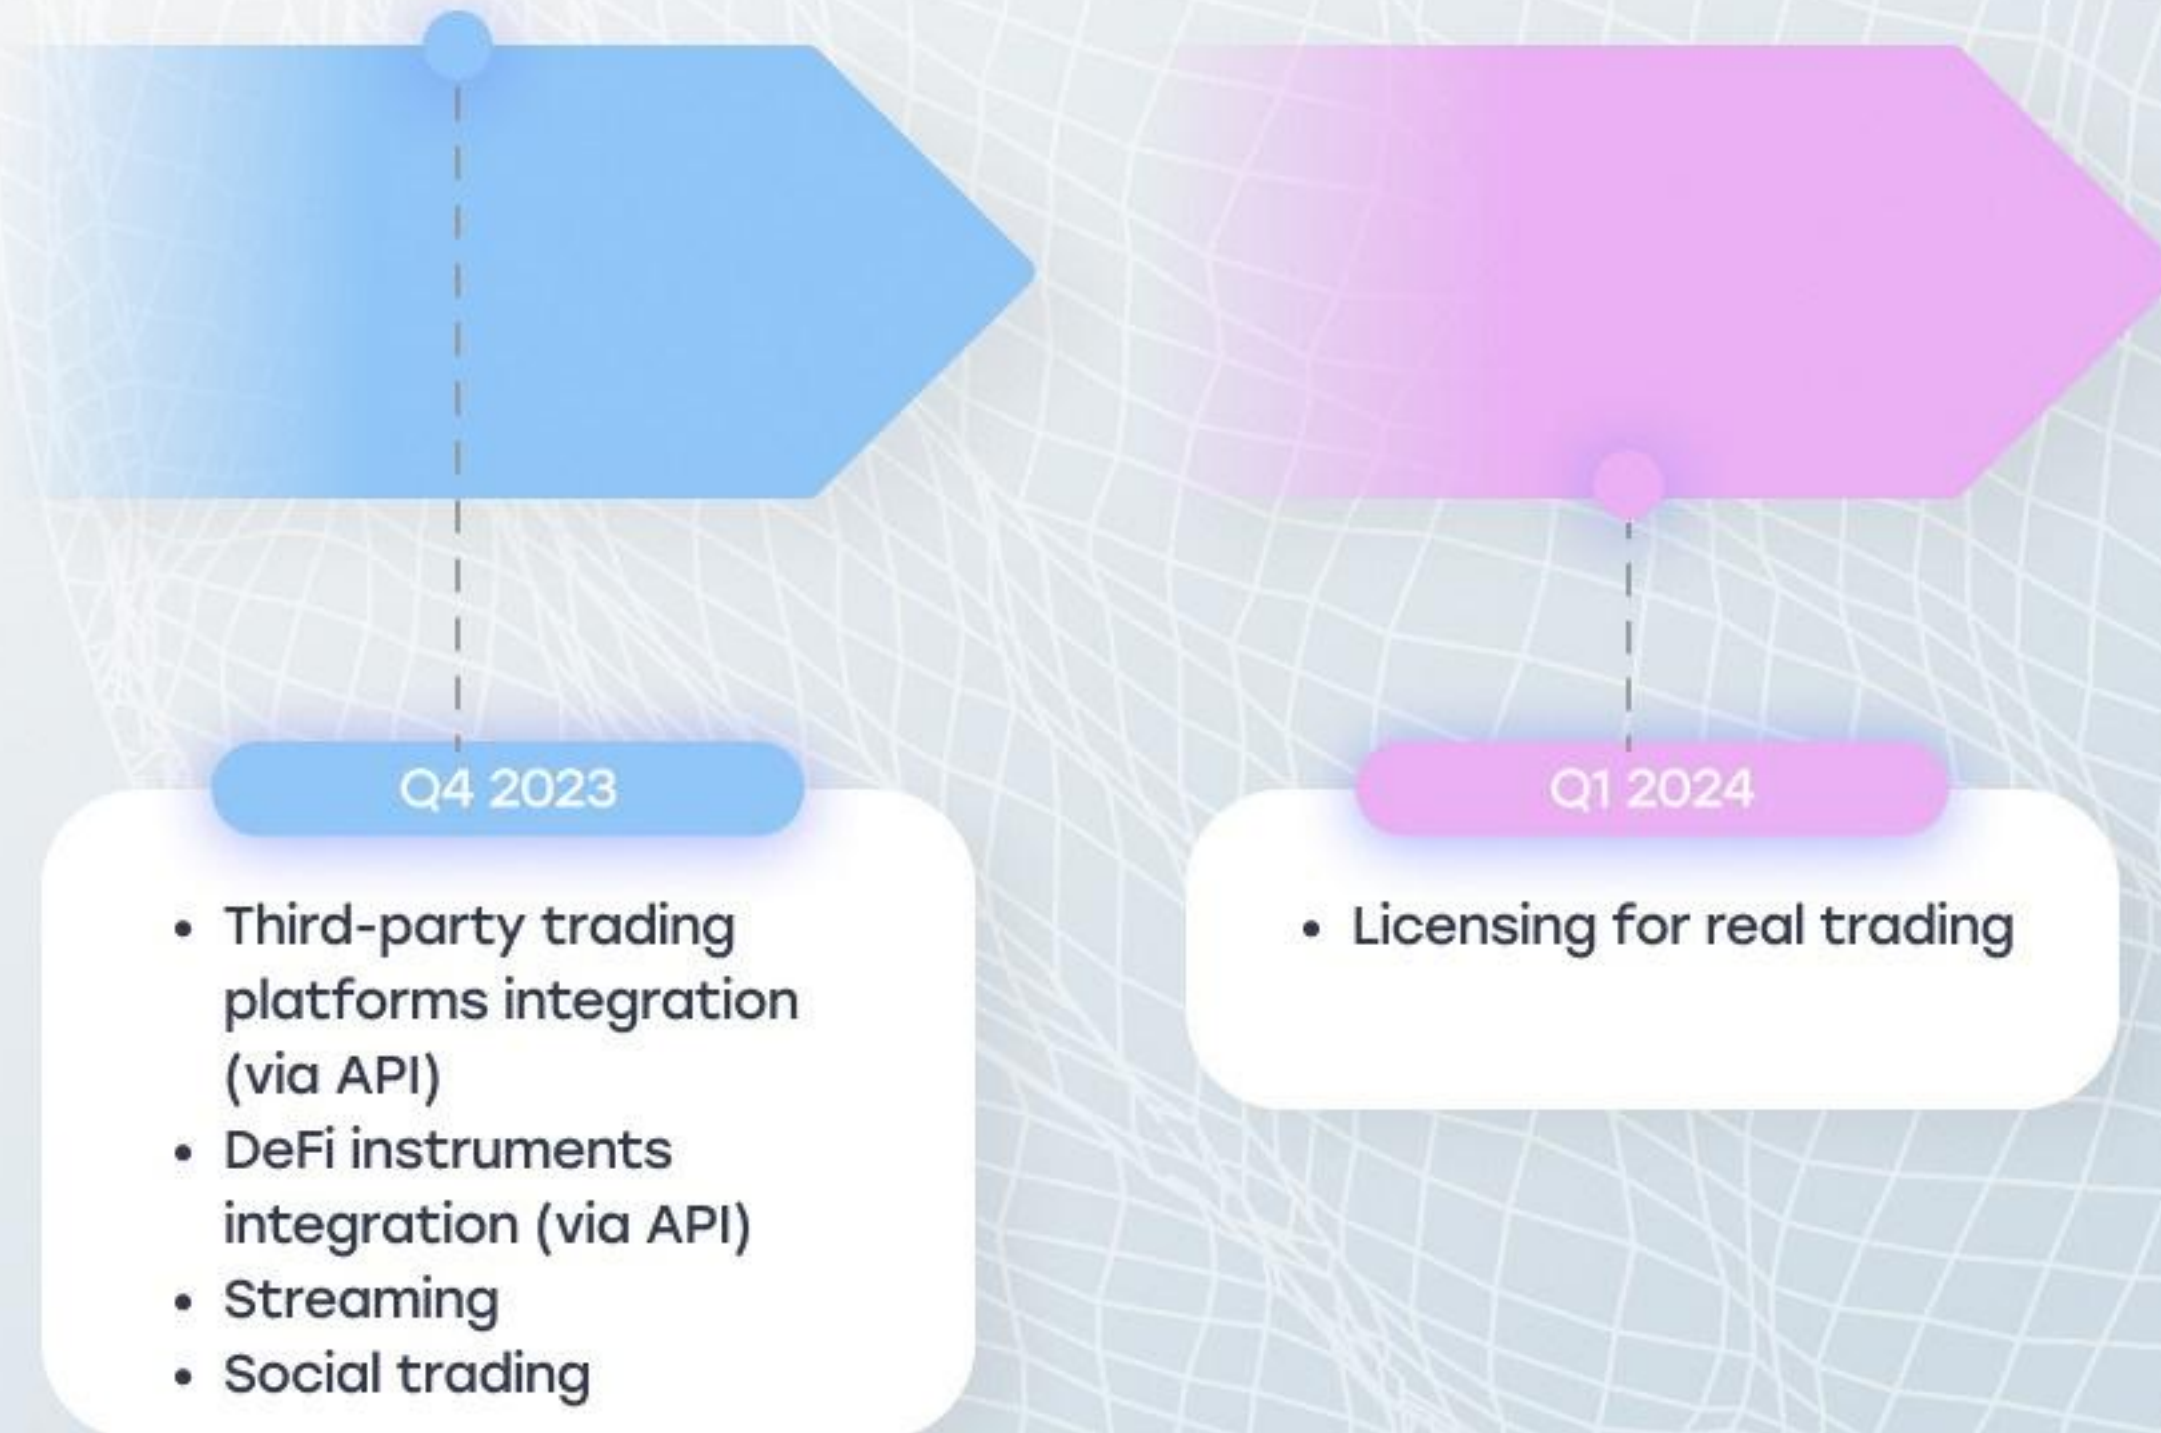 Q4 2023
• Third-party trading
platforms integration
(via API)
• DeFi instruments
integration (via API)
• Streaming
• Social trading
Q1 2024
• Licensing for real trading